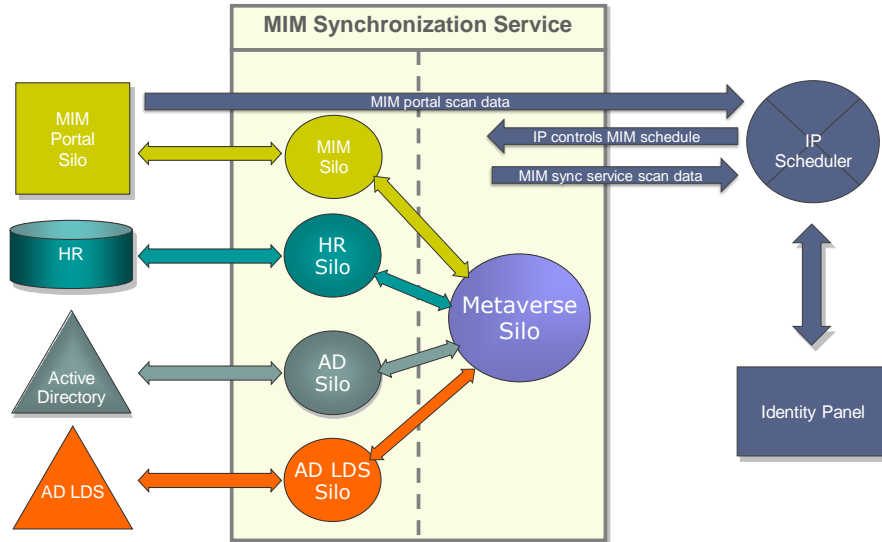 MIM Synchronization Service
MIM
Portal
Silo
MIM portal scan data
MIM
Silo
IP controls MIM schedule
MIM sync service scan data
IP
Scheduler
HR
HR
Silo
Metaverse
Silo
Active
Directory
AD
Silo
Identity Panel
AD LDS
AD LDS
Silo